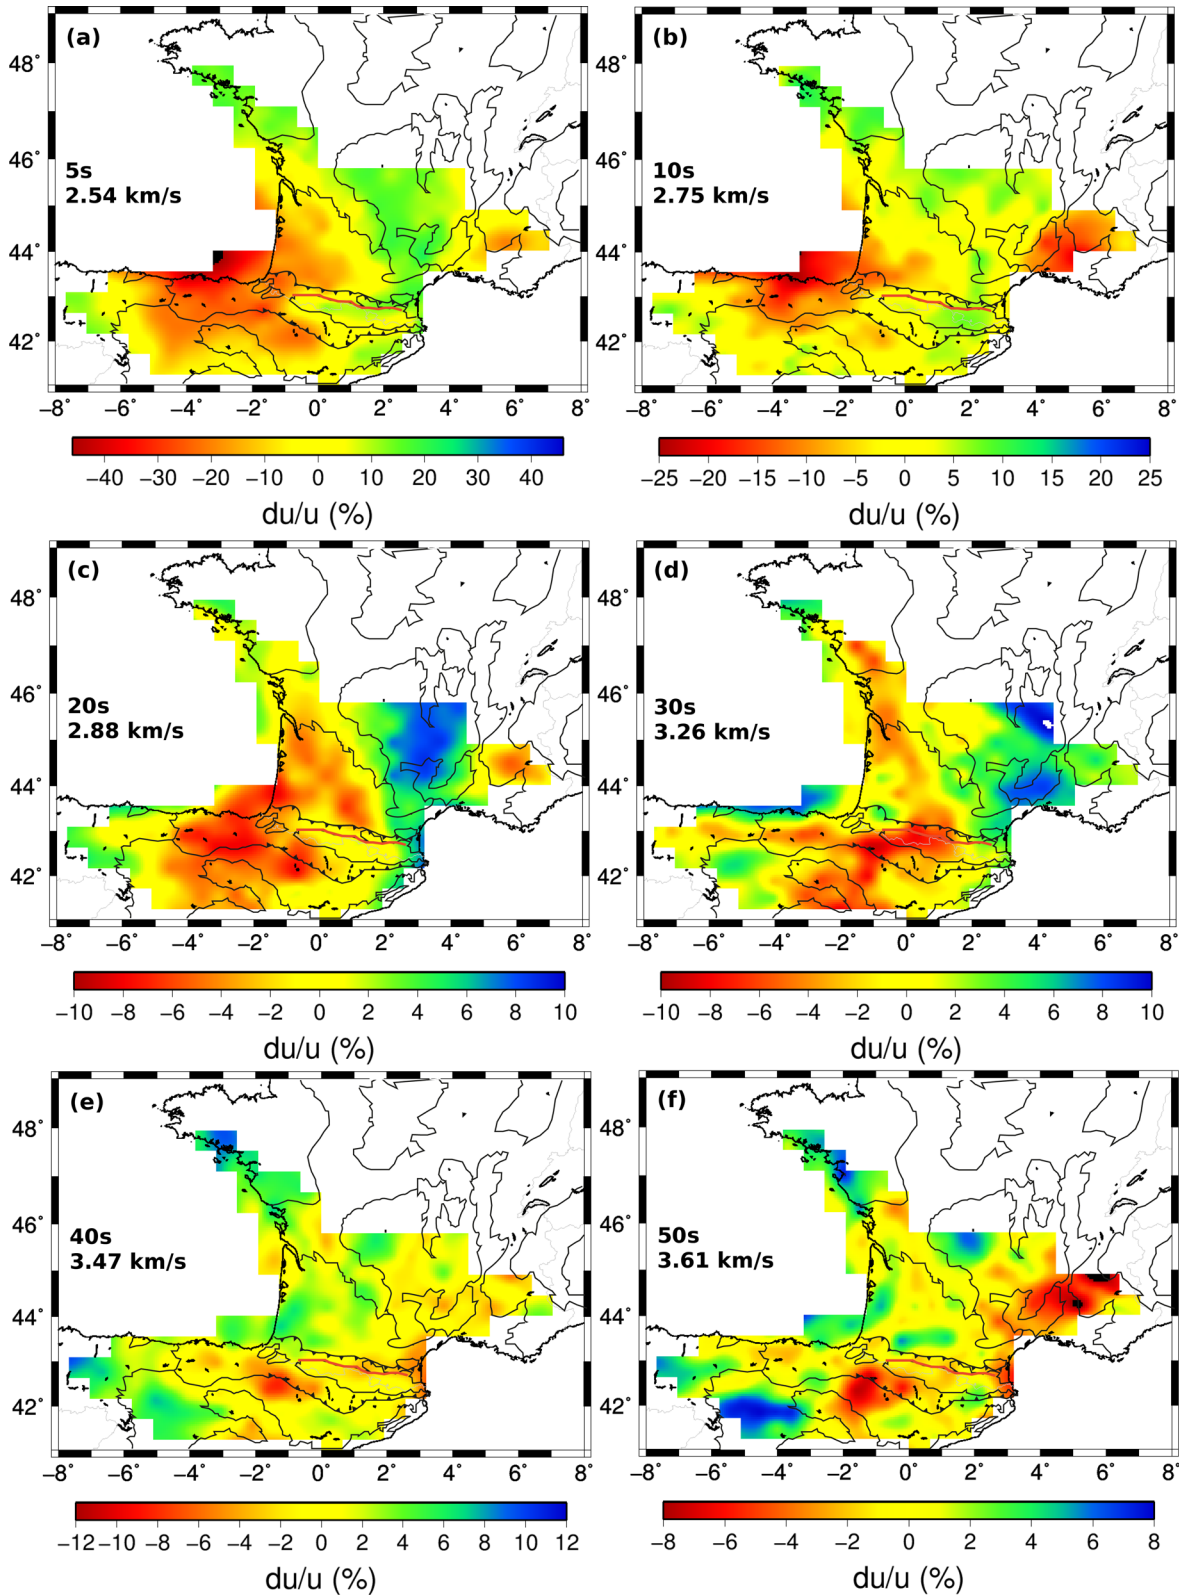 (a)
48°
46°
44°
42°
5s
2.54 km/s
−8° −6° −4° −2° 0° 2° 4° 6° 8°
−40 −30 −20 −10 0 10 20 30 40
du/u (%)
(b)
48°
46°
44°
42°
10s
2.75 km/s
−8° −6° −4° −2° 0° 2° 4° 6° 8°
−25 −20 −15 −10 −5 0 5 10 15 20 25
du/u (%)
(c)
48°
46°
44°
42°
20s
2.88 km/s
−8° −6° −4° −2° 0° 2° 4° 6° 8°
−10 −8 −6 −4 −2 0 2 4 6 8 10
du/u (%)
(d)
48°
46°
44°
42°
30s
3.26 km/s
−8° −6° −4° −2° 0° 2° 4° 6° 8°
−10 −8 −6 −4 −2 0 2 4 6 8 10
du/u (%)
(e)
48°
46°
44°
42°
40s
3.47 km/s
−8° −6° −4° −2° 0° 2° 4° 6° 8°
−12 −10 −8 −6 −4 −2 0 2 4 6 8 10 12
du/u (%)
(f)
48°
46°
44°
42°
50s
3.61 km/s
−8° −6° −4° −2° 0° 2° 4° 6° 8°
−8 −6 −4 −2 0 2 4 6 8
du/u (%)